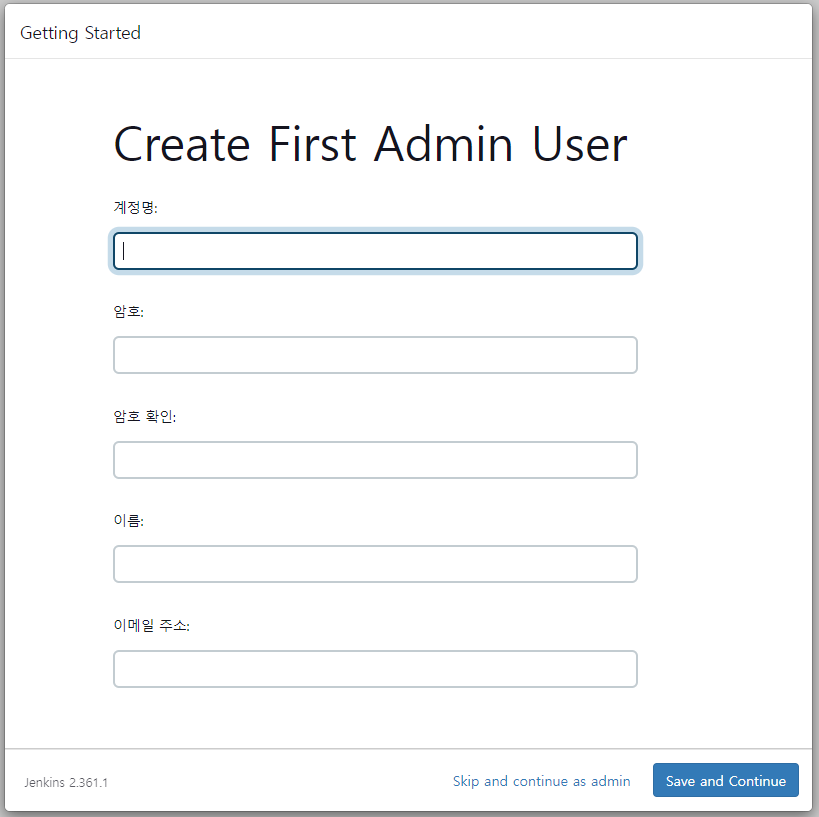 Getting Started
Create First Admin User
계정명:
암호:
암호 확인:
이름:
이메일 주소:
Jenkins 2.361.1
Skip and continue as admin
Save and Continue